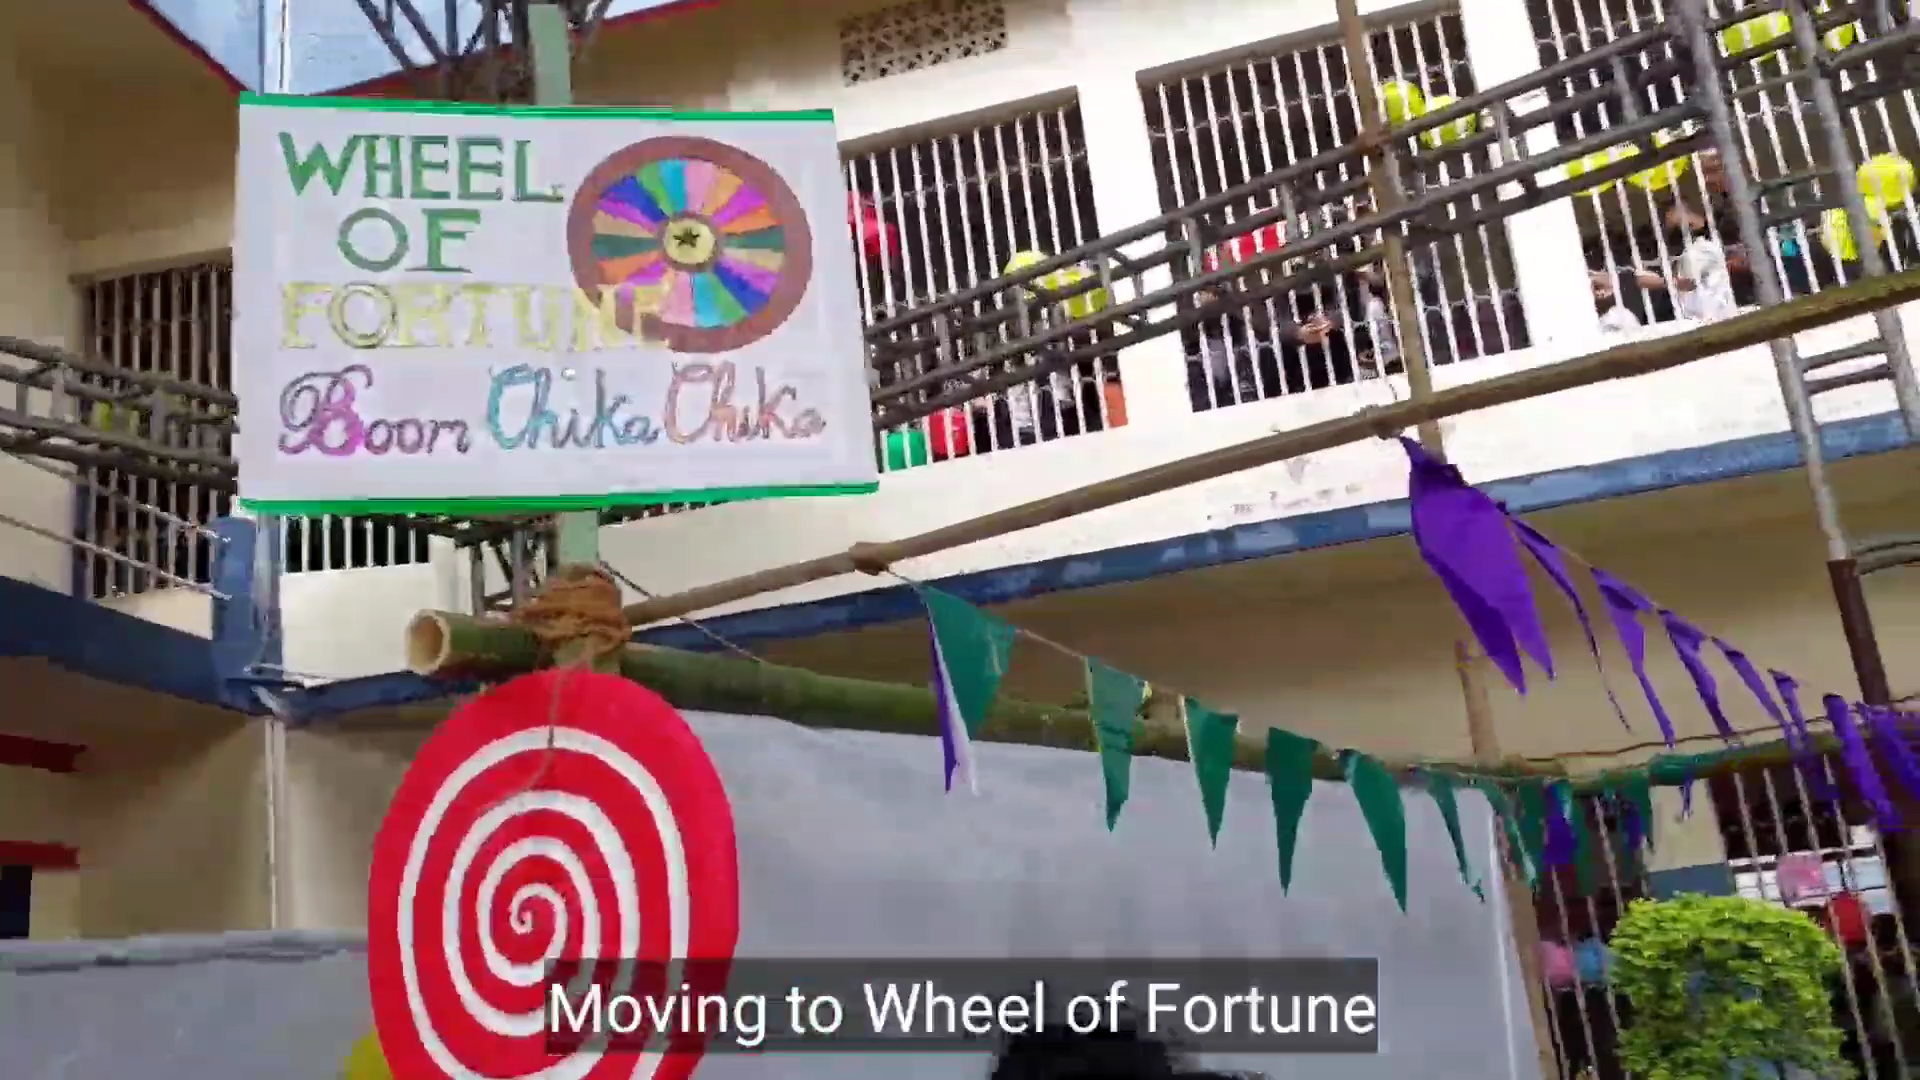 WHEEL
OF
FORTUNE
Boom Chika Chika
Moving to Wheel of Fortune